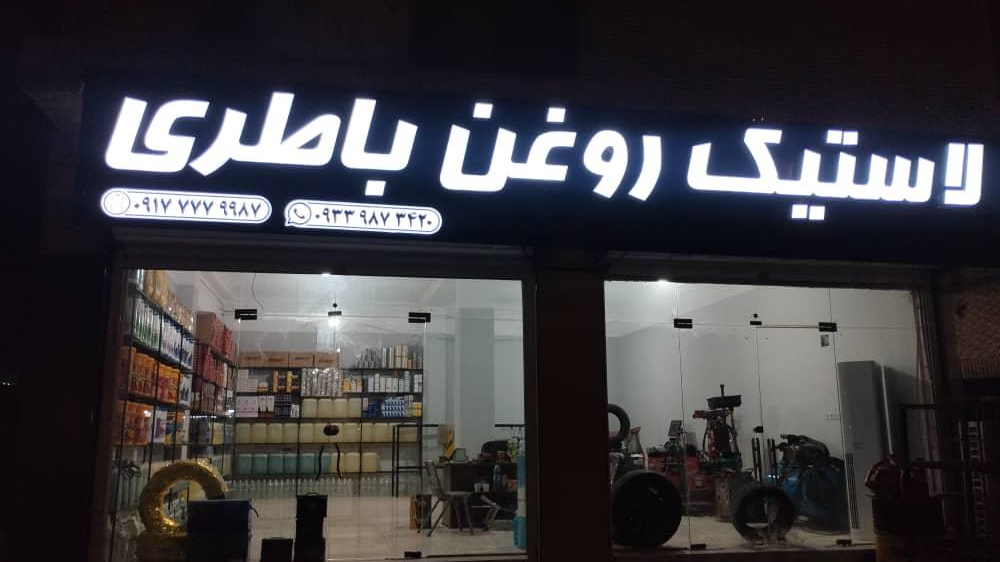 لاستیک روغن باطری
۰۹۳۳ ۹۸۷ ۳۴۲۰
۰۹۱۷ ۷۷۷ ۹۹۸۷